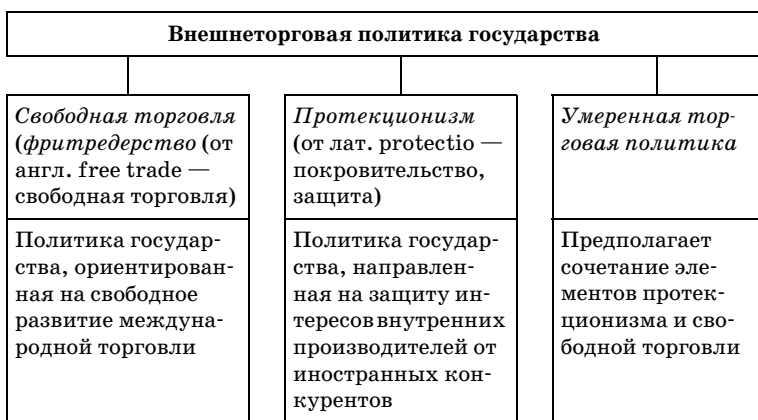 Внешнеторговая политика государства
Свободная торговля
(фритредерство (от
англ. free trade —
свободная торговля)
Политика государ-
ства, ориентирован-
ная на свободное
развитие междуна-
родной торговли
Протекционизм
(от лат. protectio —
покровительство,
защита)
Политика государ-
ства, направлен-
ная на защиту ин-
тересов внутренних
производителей от
иностранных кон-
курентов
Умеренная тор-
говая политика
Предполагает
сочетание эле-
ментов протек-
ционизма и сво-
бодной торговли